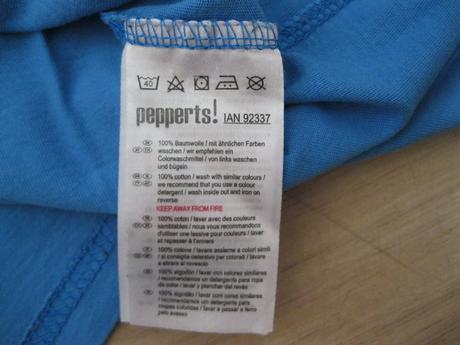 40
pepperts! IAN 92337
100% Baumwolle / mit ähnlichen Farben
waschen / wir empfehlen ein
Colorwaschmittel / von links waschen
und bügeln
100% cotton / wash with similar colours /
we recommend that you use a colour
detergent / wash inside out and iron on
reverse
KEEP AWAY FROM FIRE
100% coton / laver avec des couleurs
semblables / nous vous recommandons
d'utiliser une lessive pour couleurs / laver
et repasser à l'envers
100% cotone / lavare assieme a colori simili
/ si consiglia detersivo per colorati / lavare
e stirare al rovescio
100% algodón / lavar con colores similares
/ recomendamos un detergente para ropa
de color / lavar y planchar del revés
100% algodão / lavar com cores similares
/ recomendamos um detergente para
roupas coloridas / lavar e passar a ferro
pelo avesso